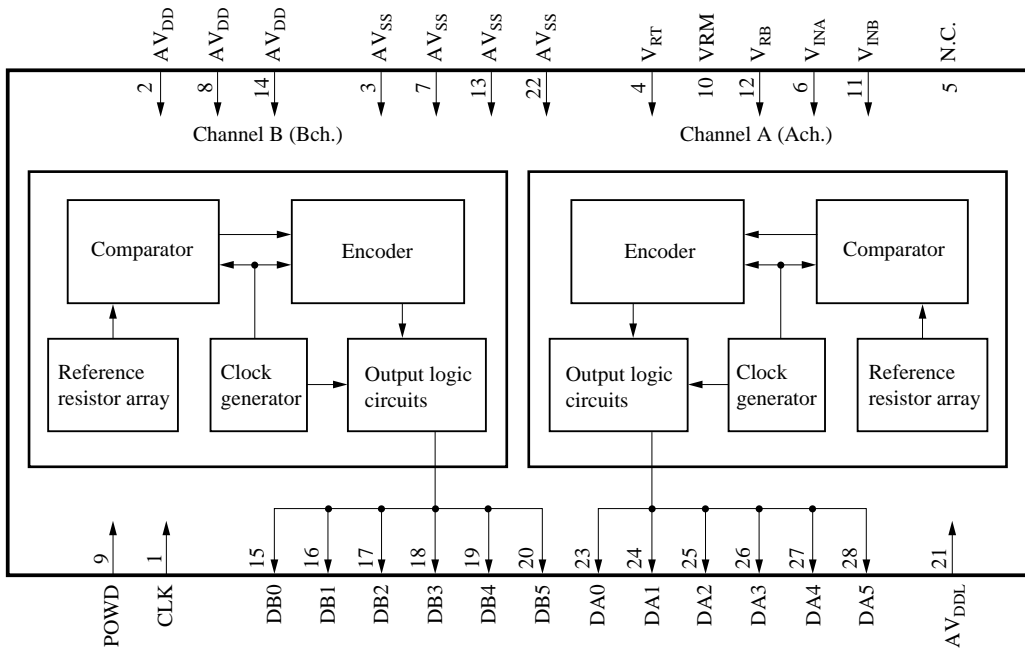 AVDD
AVDD
AVDD
AVSS
AVSS
AVSS
AVSS
VRT
VRM
VRB
VINA
VINB
N.C.
2
8
14
3
7
13
22
4
10
12
6
11
5
Channel B (Bch.)
Channel A (Ach.)
Comparator
Encoder
Encoder
Comparator
Reference
resistor array
Clock
generator
Output logic
circuits
Output logic
circuits
Clock
generator
Reference
resistor array
9
1
15
16
17
18
19
20
23
24
25
26
27
28
21
POWD
CLK
DB0
DB1
DB2
DB3
DB4
DB5
DA0
DA1
DA2
DA3
DA4
DA5
AVDDL